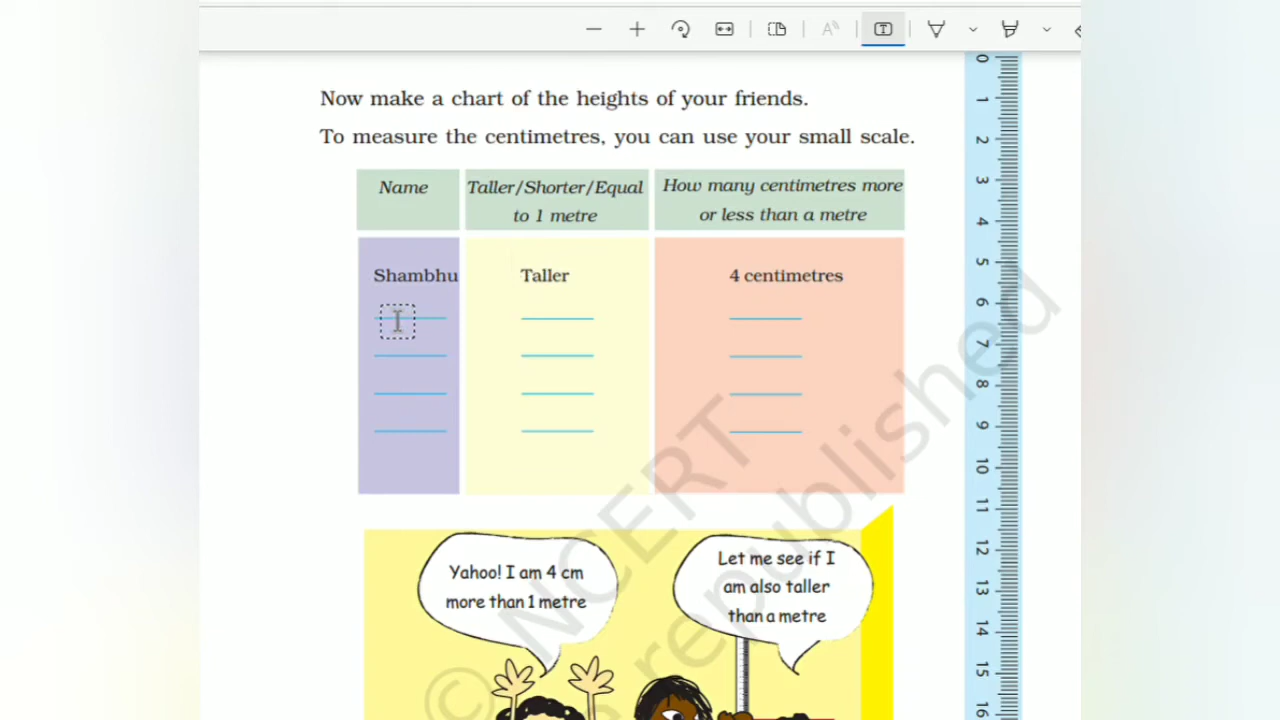 Now make a chart of the heights of your friends.
To measure the centimetres, you can use your small scale.
Name
Taller/Shorter/Equal
to 1 metre
How many centimetres more
or less than a metre
Shambhu
Taller
4 centimetres
Yahoo! I am 4 cm
more than 1 metre
Let me see if I
am also taller
than a metre
0
1
2
3
4
5
6
7
8
9
10
11
12
13
14
15
16
© NCERT
republished